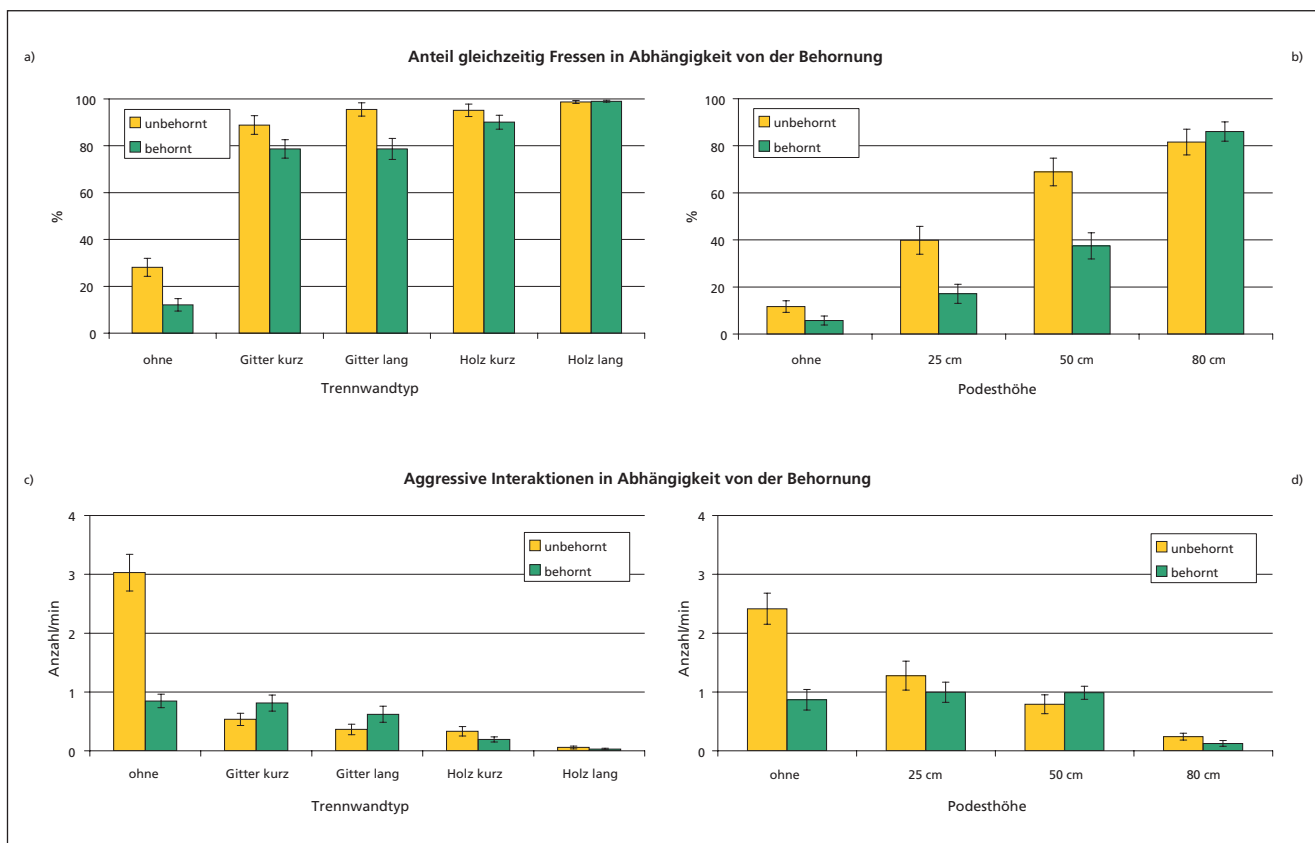 a)
Anteil gleichzeitig Fressen in Abhängigkeit von der Behornung
b)
100
80
60
40
20
0
%
unbehornt
behornt
ohne
Gitter kurz
Gitter lang
Holz kurz
Holz lang
Trennwandtyp
100
80
60
40
20
0
%
unbehornt
behornt
ohne
25 cm
50 cm
80 cm
Podesthöhe
c)
Aggressive Interaktionen in Abhängigkeit von der Behornung
d)
4
3
2
1
0
Anzahl/min
unbehornt
behornt
ohne
Gitter kurz
Gitter lang
Holz kurz
Holz lang
Trennwandtyp
4
3
2
1
0
Anzahl/min
unbehornt
behornt
ohne
25 cm
50 cm
80 cm
Podesthöhe